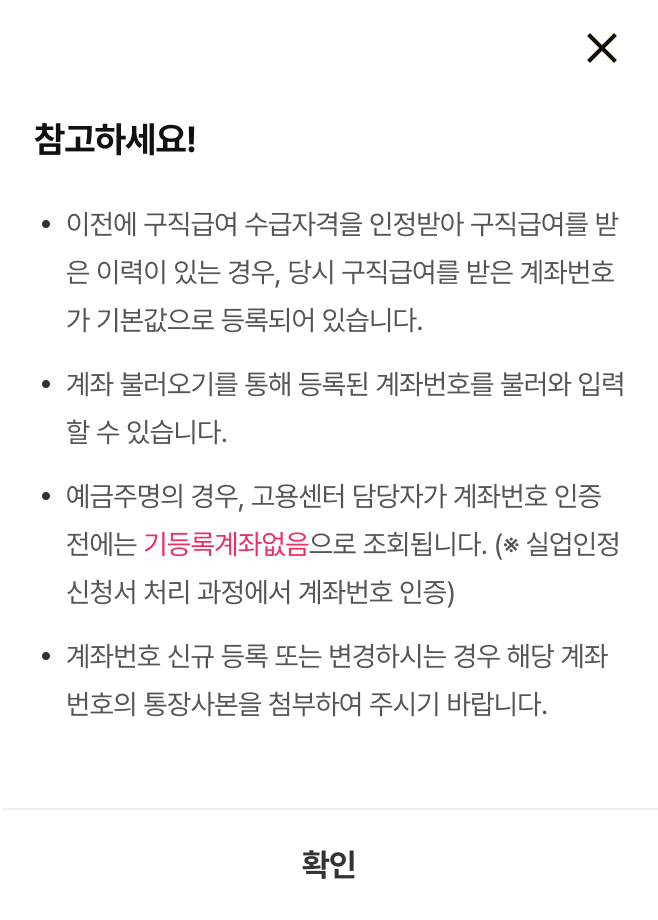 참고하세요!
• 이전에 구직급여 수급자격을 인정받아 구직급여를 받
은 이력이 있는 경우, 당시 구직급여를 받은 계좌번호
가 기본값으로 등록되어 있습니다.
• 계좌 불러오기를 통해 등록된 계좌번호를 불러와 입력
할 수 있습니다.
• 예금주명의 경우, 고용센터 담당자가 계좌번호 인증
전에는 기등록계좌없음으로 조회됩니다. (※ 실업인정
신청서 처리 과정에서 계좌번호 인증)
• 계좌번호 신규 등록 또는 변경하시는 경우 해당 계좌
번호의 통장사본을 첨부하여 주시기 바랍니다.
확인